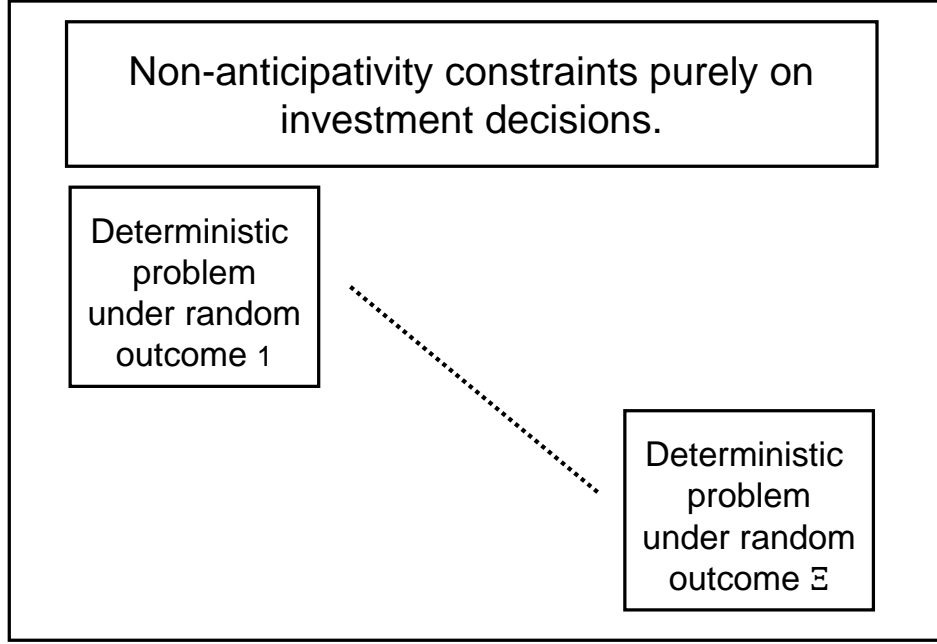 Non-anticipativity constraints purely on
investment decisions.
Deterministic
problem
under random
outcome 1
Deterministic
problem
under random
outcome Ξ